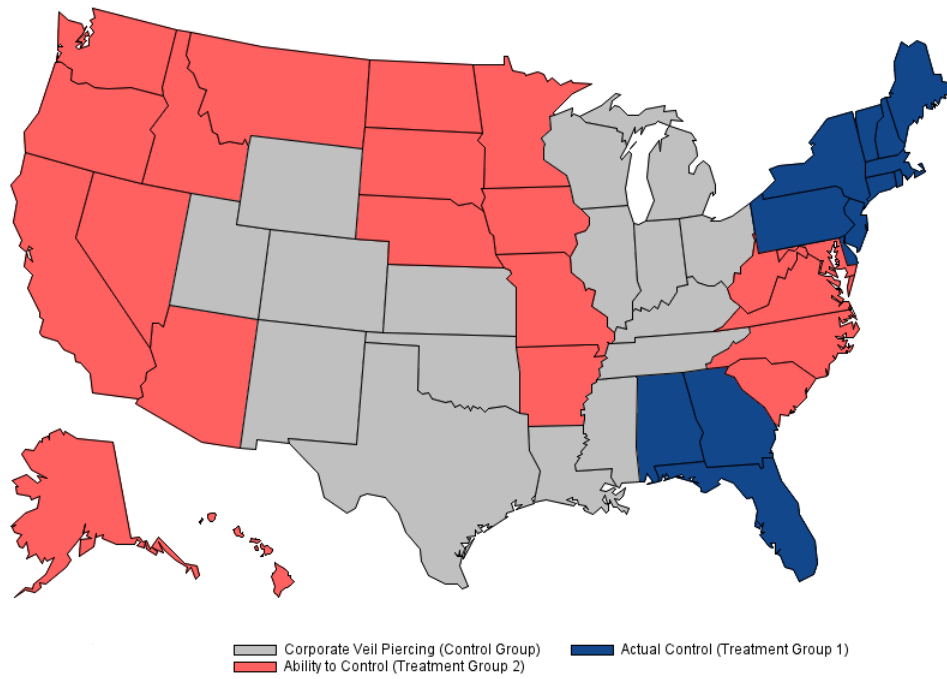 Corporate Veil Piercing (Control Group)
Actual Control (Treatment Group 1)
Ability to Control (Treatment Group 2)